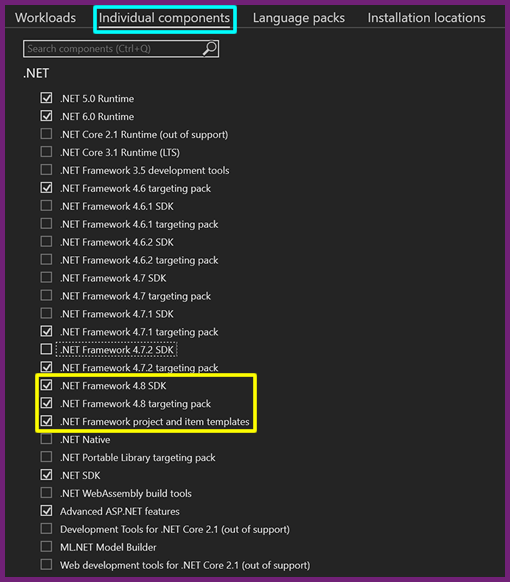 Workloads Individual components Language packs Installation locations
Search components (Ctrl+Q)
.NET
.NET 5.0 Runtime
.NET 6.0 Runtime
.NET Core 2.1 Runtime (out of support)
.NET Core 3.1 Runtime (LTS)
.NET Framework 3.5 development tools
.NET Framework 4.6 targeting pack
.NET Framework 4.6.1 SDK
.NET Framework 4.6.1 targeting pack
.NET Framework 4.6.2 SDK
.NET Framework 4.6.2 targeting pack
.NET Framework 4.7 SDK
.NET Framework 4.7 targeting pack
.NET Framework 4.7.1 SDK
.NET Framework 4.7.1 targeting pack
.NET Framework 4.7.2 SDK
.NET Framework 4.7.2 targeting pack
.NET Framework 4.8 SDK
.NET Framework 4.8 targeting pack
.NET Framework project and item templates
.NET Native
.NET Portable Library targeting pack
.NET SDK
.NET WebAssembly build tools
Advanced ASP.NET features
Development Tools for .NET Core 2.1 (out of support)
ML.NET Model Builder
Web development tools for .NET Core 2.1 (out of support)